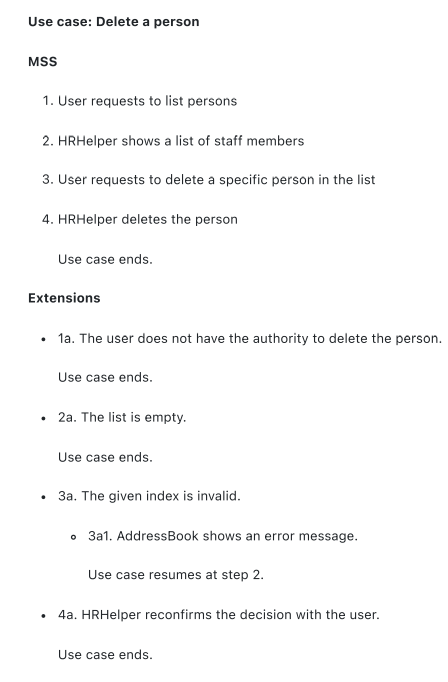 Use case: Delete a person
MSS
1. User requests to list persons
2. HRHelper shows a list of staff members
3. User requests to delete a specific person in the list
4. HRHelper deletes the person
Use case ends.
Extensions
• 1a. The user does not have the authority to delete the person.
Use case ends.
• 2a. The list is empty.
Use case ends.
• 3a. The given index is invalid.
◦ 3a1. AddressBook shows an error message.
Use case resumes at step 2.
• 4a. HRHelper reconfirms the decision with the user.
Use case ends.